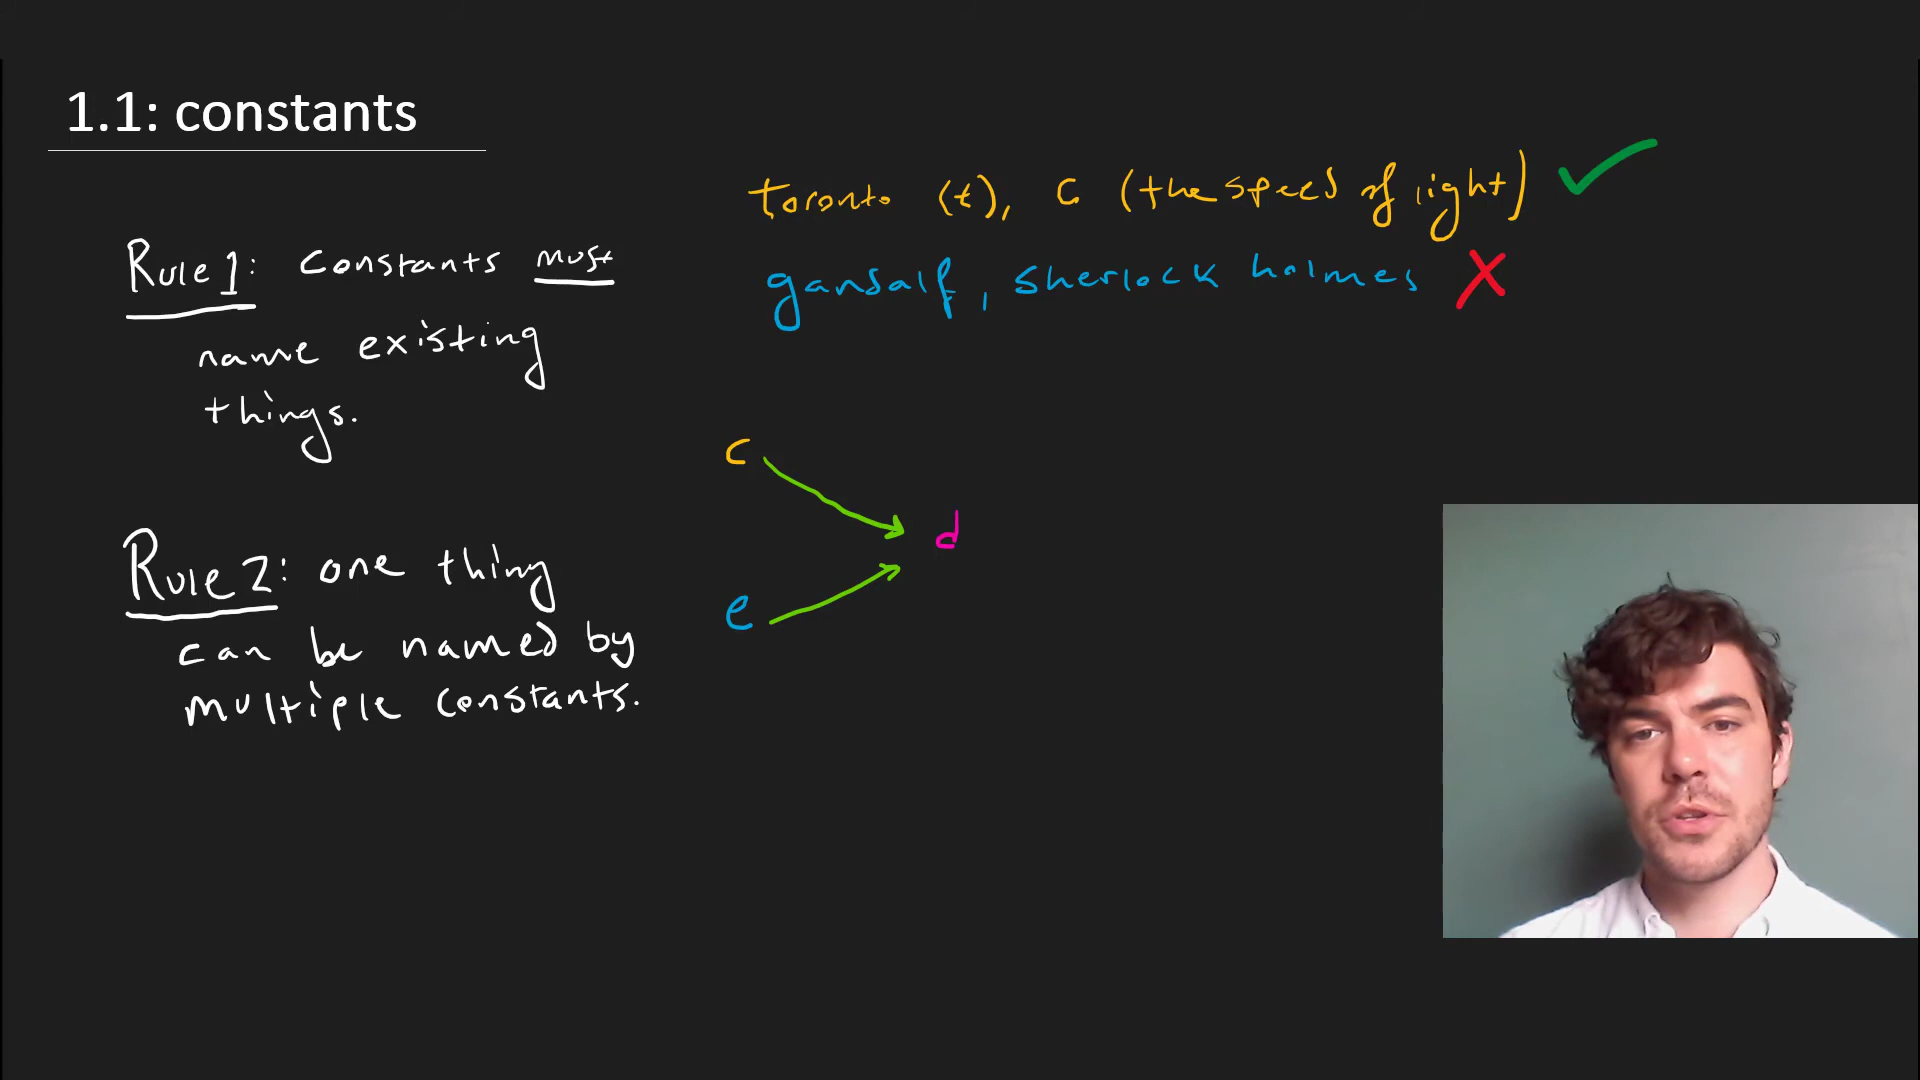 1.1: constants
toronto (t), c (the speed of light)
Rule 1: constants must
gandalf, sherlock holmes X
name existing
things.
c
d
Rule 2: one thing
e
can be named by
multiple constants.